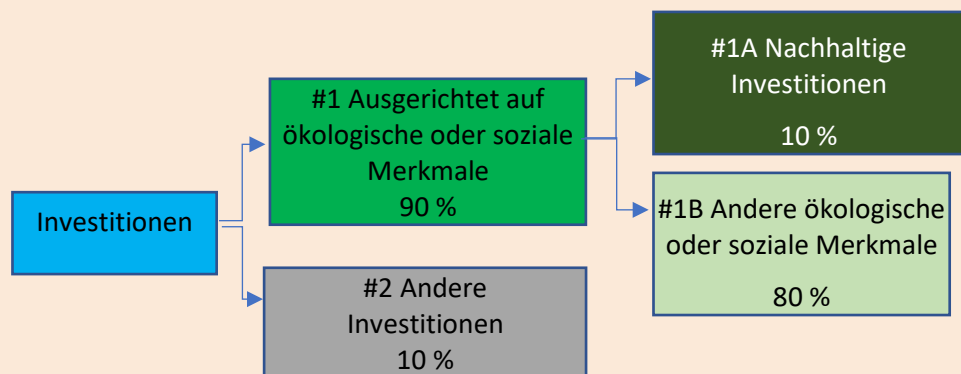 Investitionen
#1 Ausgerichtet auf
ökologische oder soziale
Merkmale
90 %
#2 Andere
Investitionen
10 %
#1A Nachhaltige
Investitionen
10 %
#1B Andere ökologische
oder soziale Merkmale
80 %